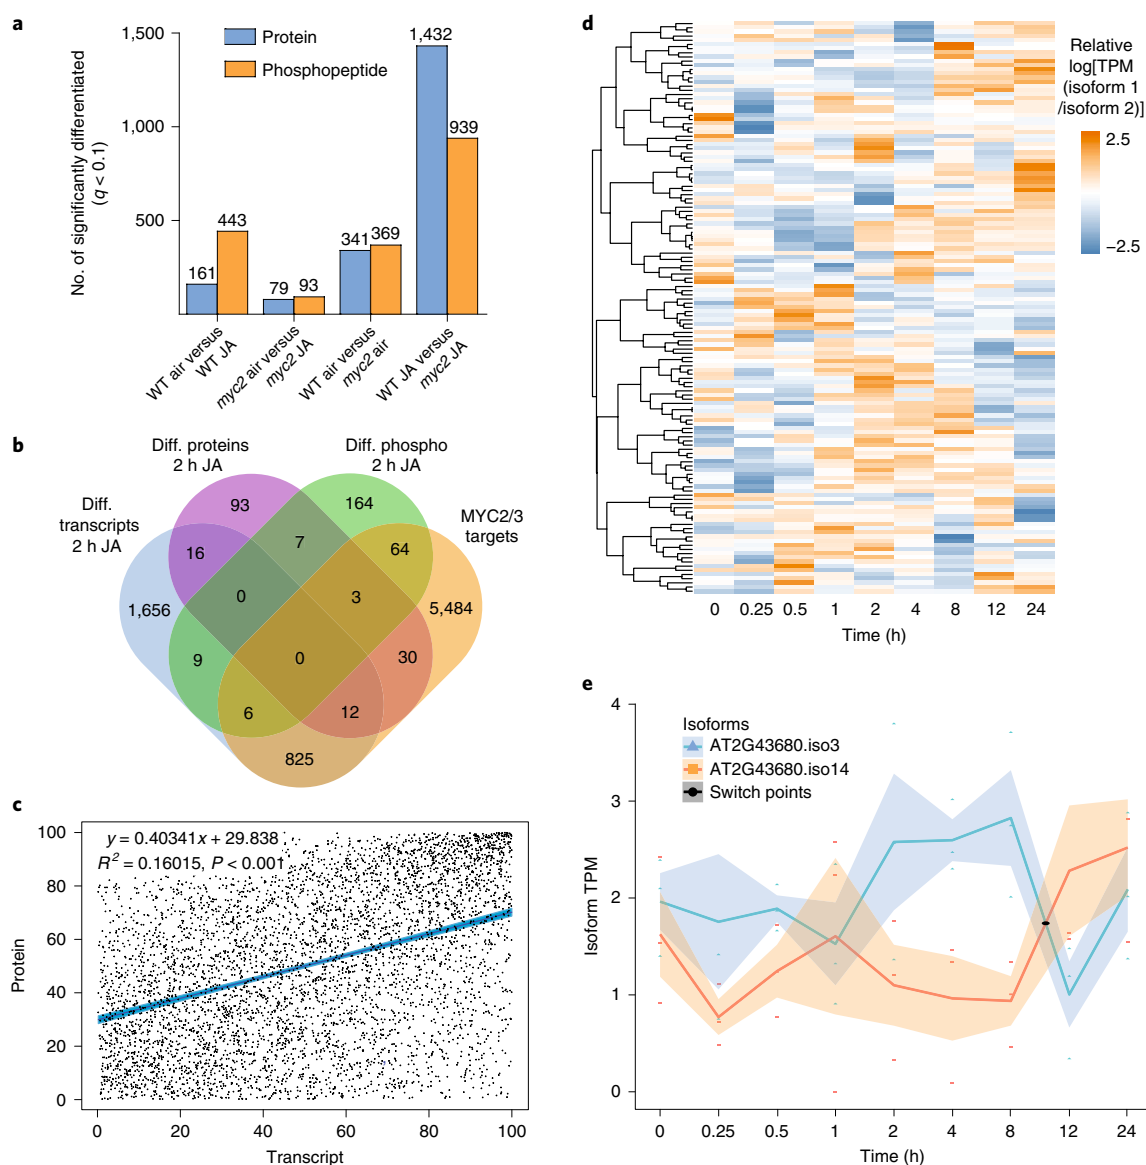 a
No. of significantly differentiated
(q < 0.1)
1,500
1,000
500
Protein
Phosphopeptide
161
443
79
93
341
369
1,432
939
WT air versus
WT JA
myc2 air versus
myc2 JA
WT air versus
myc2 air
WT JA versus
myc2 JA
b
Diff. proteins
2 h JA
Diff. phospho
2 h JA
Diff.
transcripts
2 h JA
MYC2/3
targets
93
164
16
7
64
1,656
0
3
5,484
9
0
30
6
12
825
c
y = 0.40341x + 29.838
R² = 0.16015, P < 0.001
Protein
100
80
60
40
20
0
0 20 40 60 80 100
Transcript
d
Relative
log[TPM
(isoform 1
/isoform 2)]
2.5
−2.5
0 0.25 0.5 1 2 4 8 12 24
Time (h)
e
Isoform TPM
4
3
2
1
0
Isoforms
AT2G43680.iso3
AT2G43680.iso14
Switch points
0 0.25 0.5 1 2 4 8 12 24
Time (h)